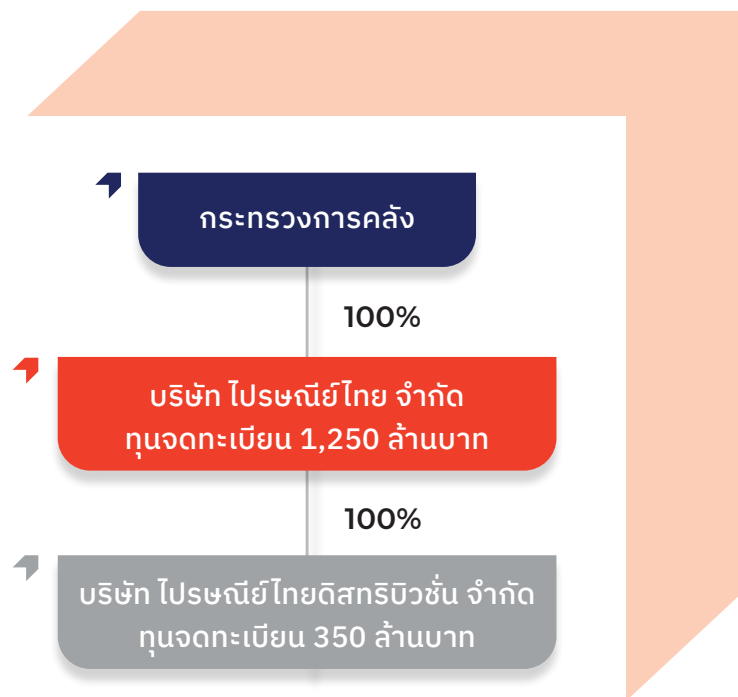 กระทรวงการคลัง
100%
บริษัท ไปรษณีย์ไทย จำกัด
ทุนจดทะเบียน 1,250 ล้านบาท
100%
บริษัท ไปรษณีย์ไทยดิสทริบิวชั่น จำกัด
ทุนจดทะเบียน 350 ล้านบาท